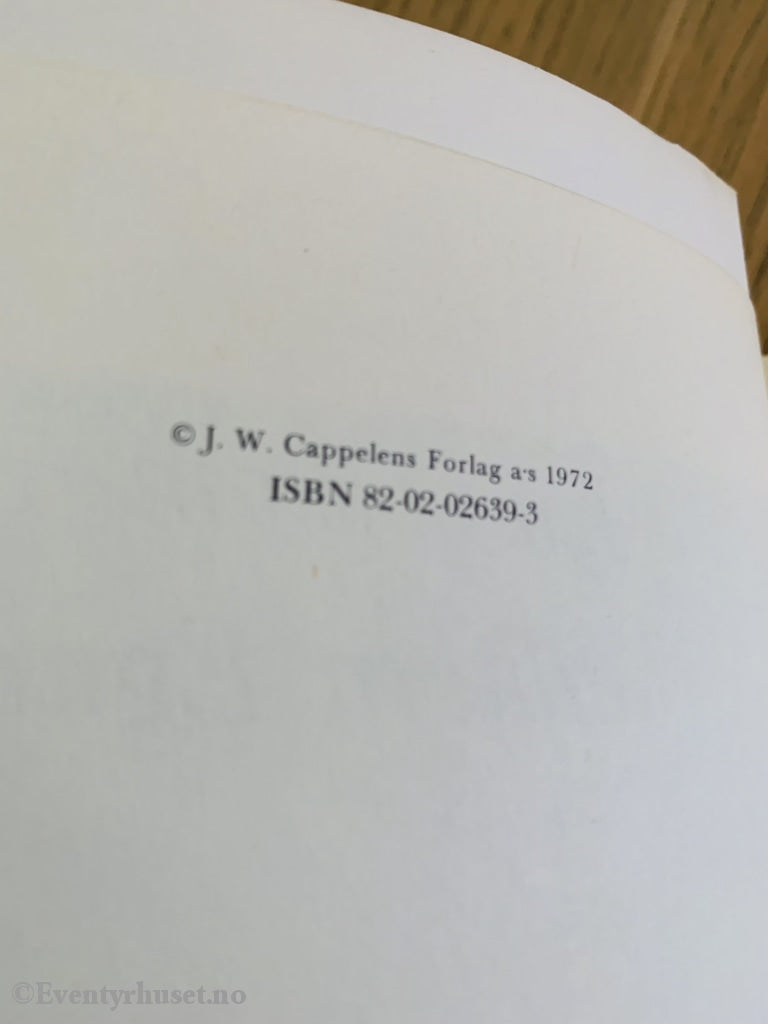 © J. W. Cappelens Forlag a·s 1972
ISBN 82-02-02639-3
©Eventyrhuset.no